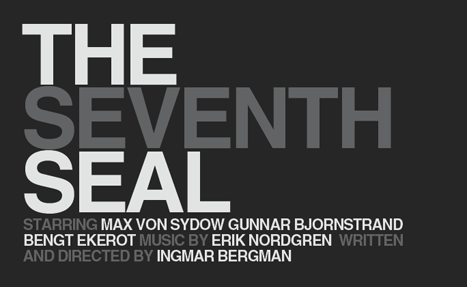 THE
SEVENTH
SEAL
STARRING MAX VON SYDOW GUNNAR BJORNSTRAND
BENGT EKEROT MUSIC BY ERIK NORDGREN WRITTEN
AND DIRECTED BY INGMAR BERGMAN